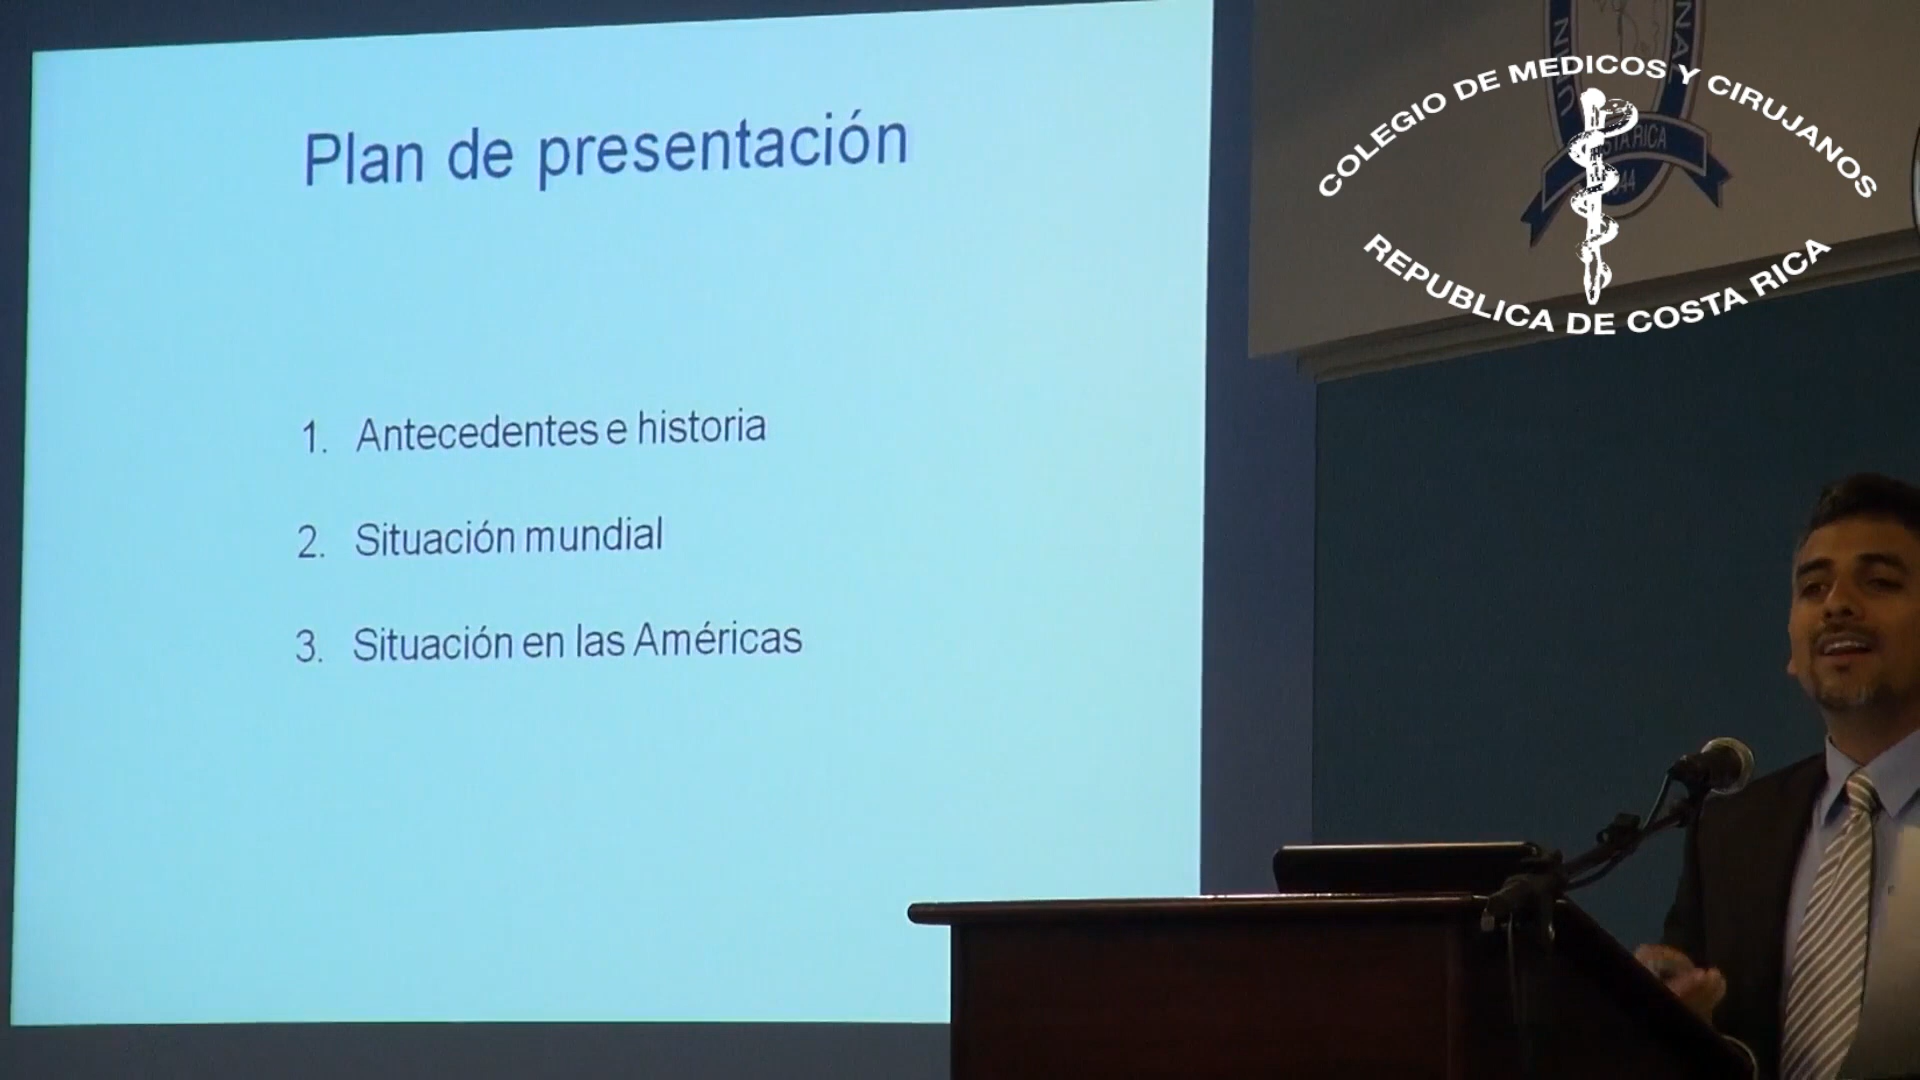 Plan de presentación
1. Antecedentes e historia
2. Situación mundial
3. Situación en las Américas
COLEGIO DE MEDICOS Y CIRUJANOS
REPUBLICA DE COSTA RICA